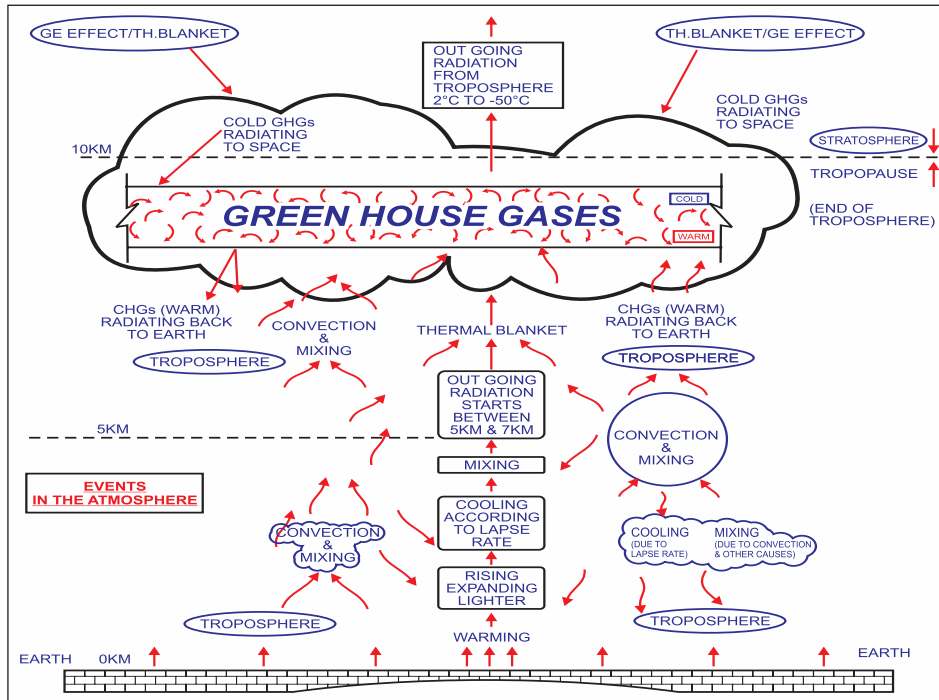 GE EFFECT/TH.BLANKET
OUT GOING
RADIATION
FROM
TROPOSPHERE
2°C TO -50°C
TH.BLANKET/GE EFFECT
COLD GHGs
RADIATING
TO SPACE
COLD GHGs
RADIATING
TO SPACE
10KM
STRATOSPHERE
TROPOPAUSE
(END OF
TROPOSPHERE)
COLD
GREEN HOUSE GASES
WARM
CHGs (WARM)
RADIATING BACK
TO EARTH
TROPOSPHERE
CONVECTION
&
MIXING
THERMAL BLANKET
CHGs (WARM)
RADIATING BACK
TO EARTH
TROPOSPHERE
OUT GOING
RADIATION
STARTS
BETWEEN
5KM & 7KM
5KM
CONVECTION
&
MIXING
MIXING
EVENTS
IN THE ATMOSPHERE
COOLING
ACCORDING
TO LAPSE
RATE
CONVECTION
&
MIXING
COOLING
(DUE TO
LAPSE RATE)
MIXING
(DUE TO CONVECTION
& OTHER CAUSES)
RISING
EXPANDING
LIGHTER
TROPOSPHERE
TROPOSPHERE
WARMING
EARTH
0KM
EARTH